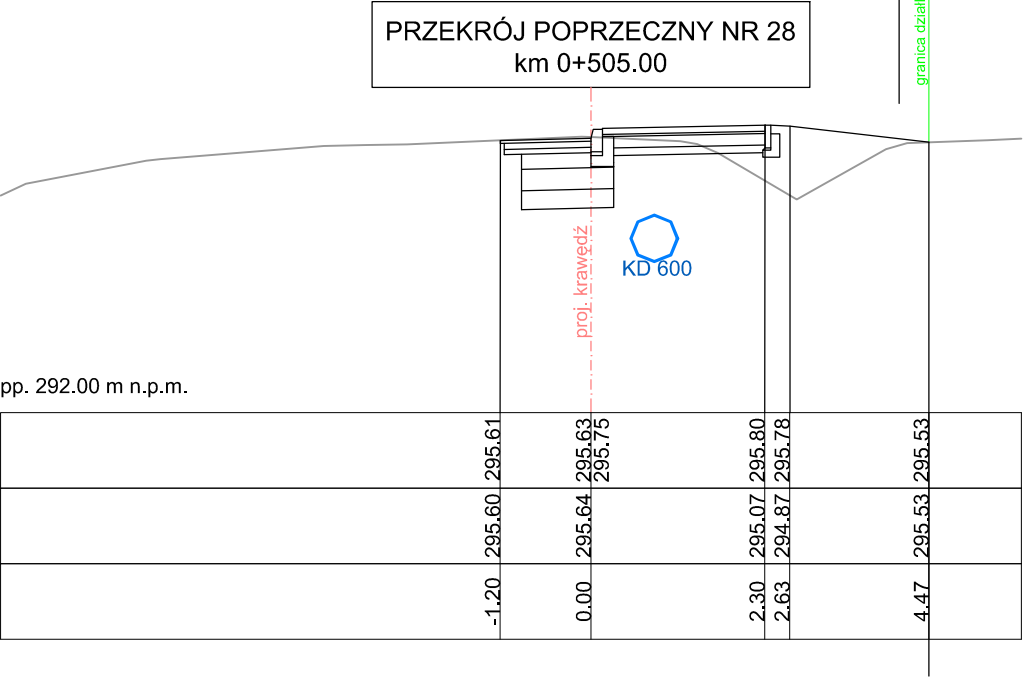 PRZEKRÓJ POPRZECZNY NR 28
km 0+505.00
granica dział
proj. krawędź
KD 600
pp. 292.00 m n.p.m.
295.61 295.63 295.75 295.80 295.78 295.53
295.60 295.64 295.07 294.87 295.53
-1.20 0.00 2.30 2.63 4.47